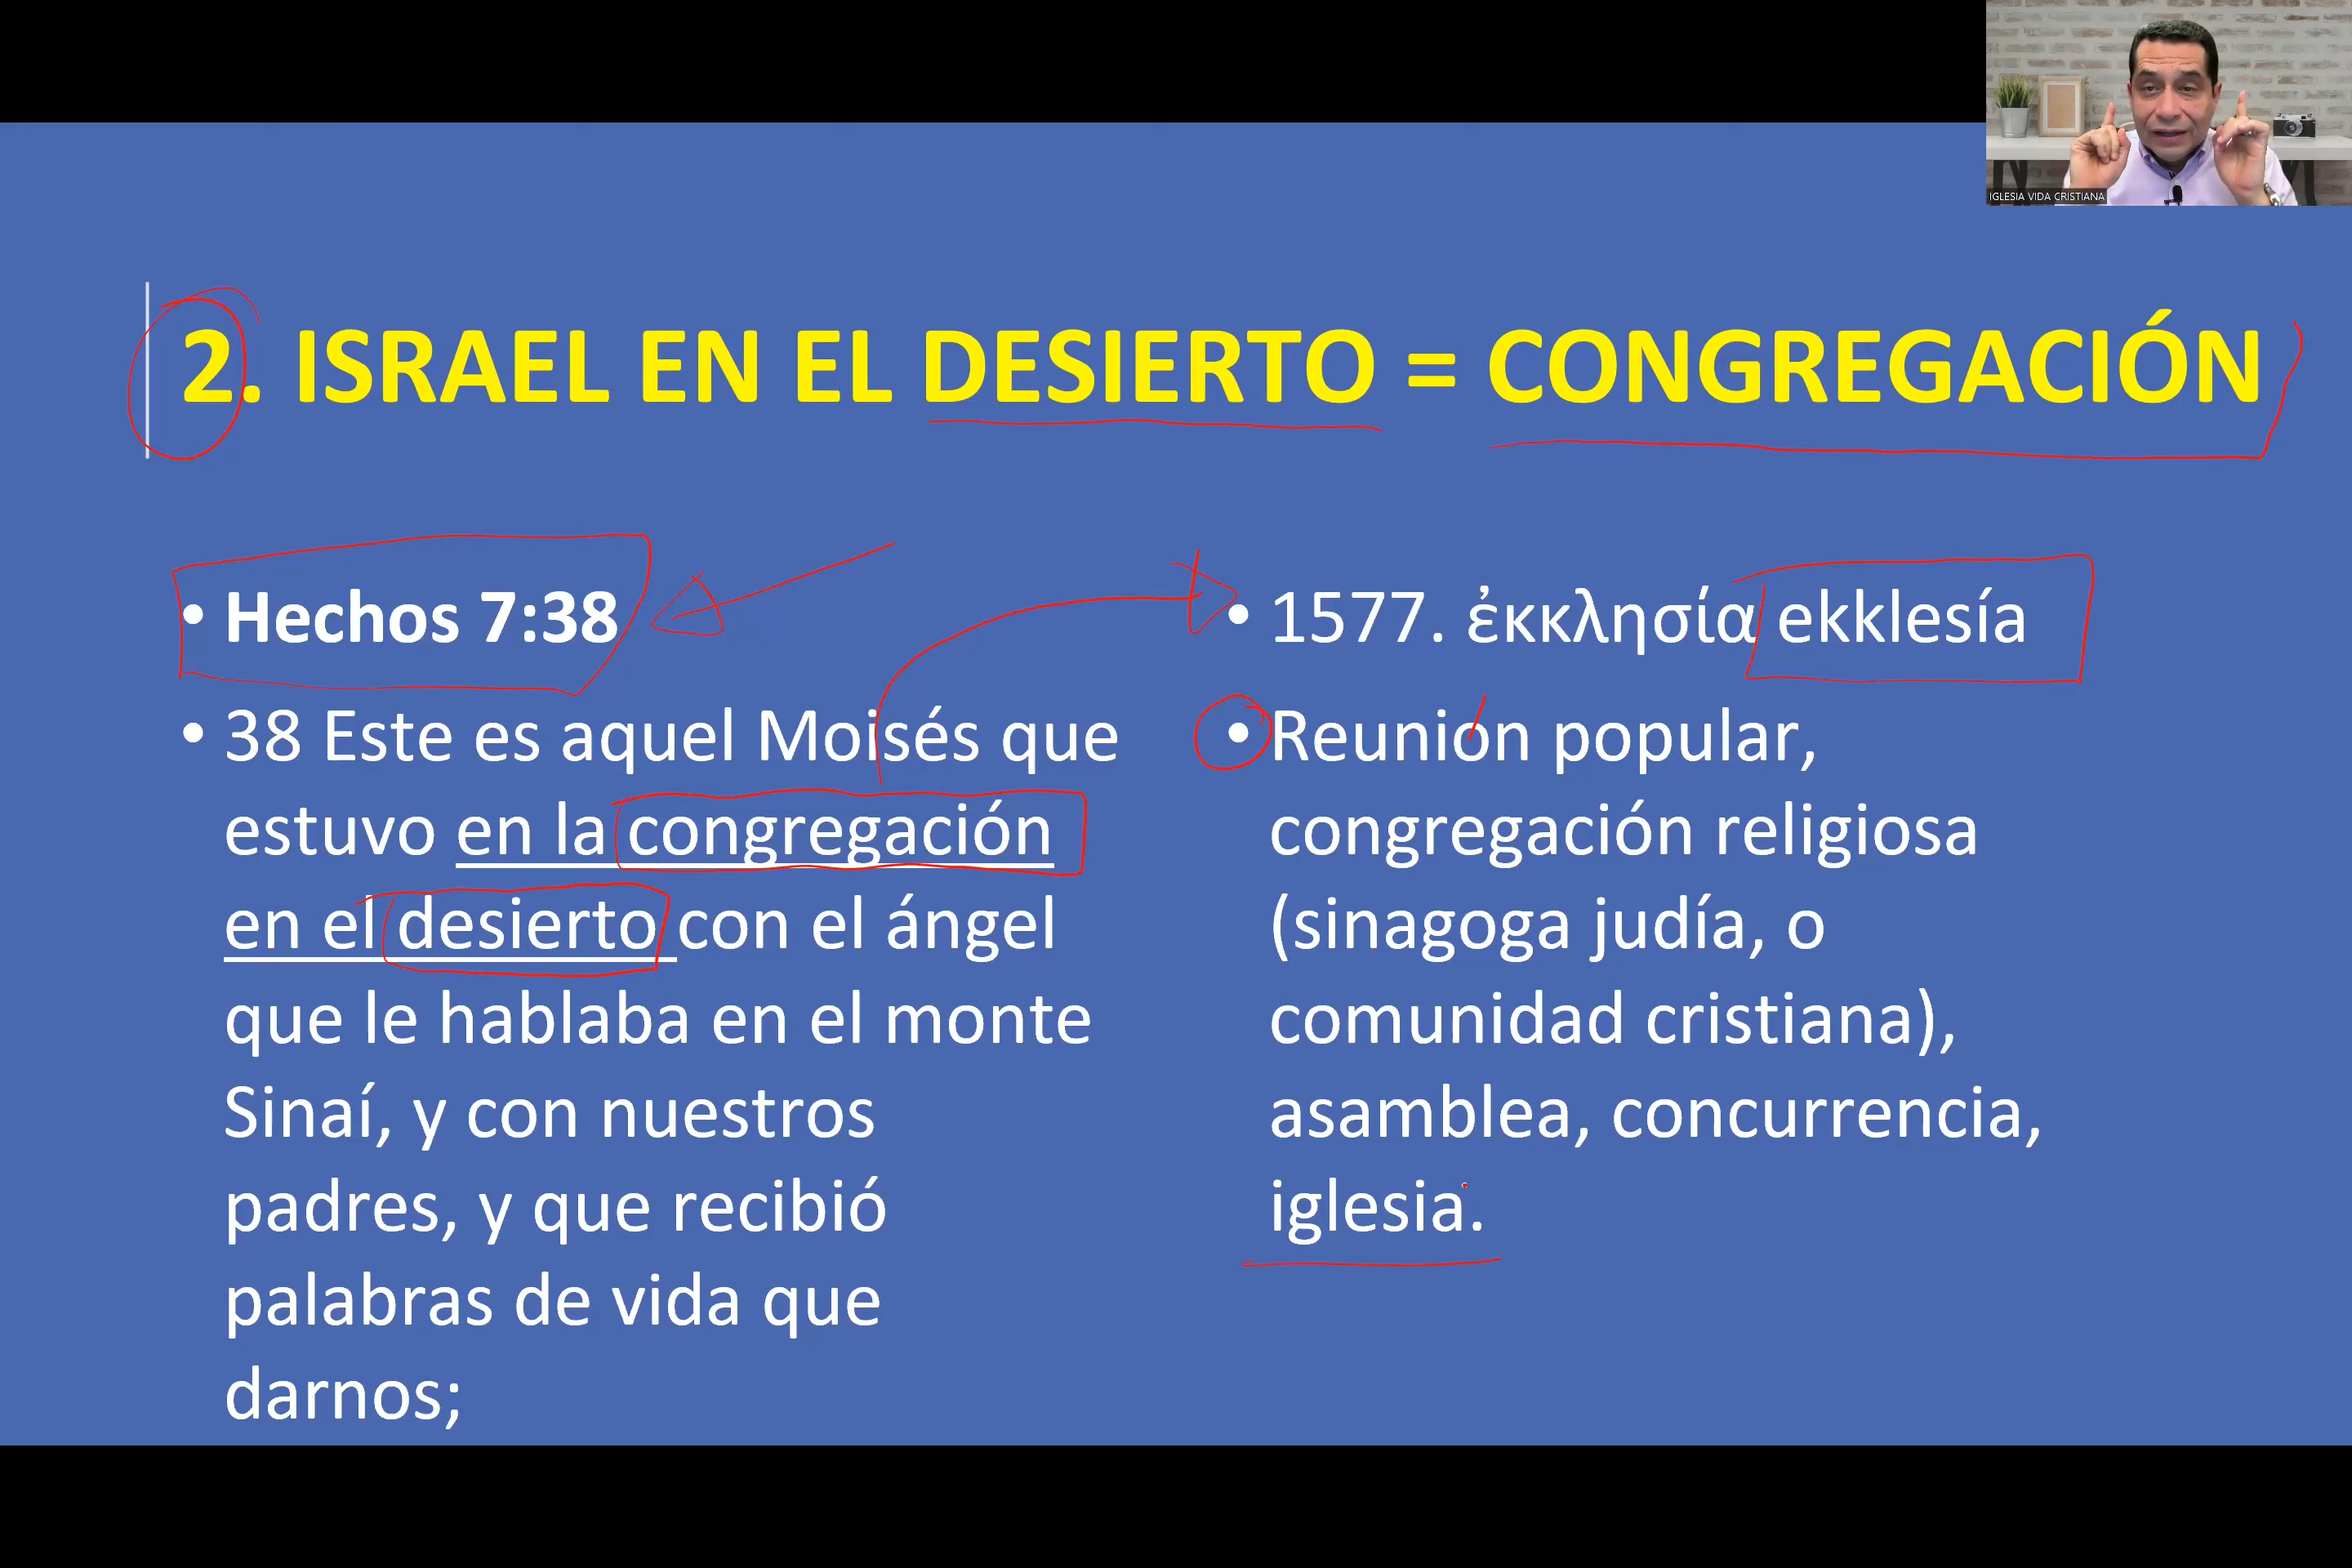 IGLESIA VIDA CRISTIANA
2. ISRAEL EN EL DESIERTO = CONGREGACIÓN
• Hechos 7:38
• 38 Este es aquel Moisés que
estuvo en la congregación
en el desierto con el ángel
que le hablaba en el monte
Sinaí, y con nuestros
padres, y que recibió
palabras de vida que
darnos;
• 1577. ἐκκλησία ekklesía
• Reunión popular,
congregación religiosa
(sinagoga judía, o
comunidad cristiana),
asamblea, concurrencia,
iglesia.